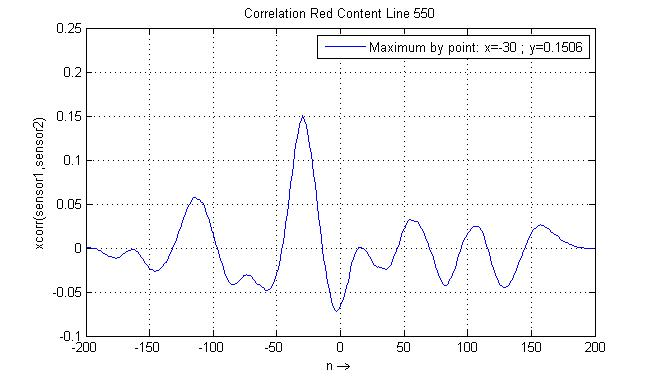 Correlation Red Content Line 550
Maximum by point: x=-30 ; y=0.1506
0.25
0.2
0.15
0.1
0.05
0
-0.05
-0.1
xcorr(sensor1,sensor2)
-200 -150 -100 -50 0 50 100 150 200
n →